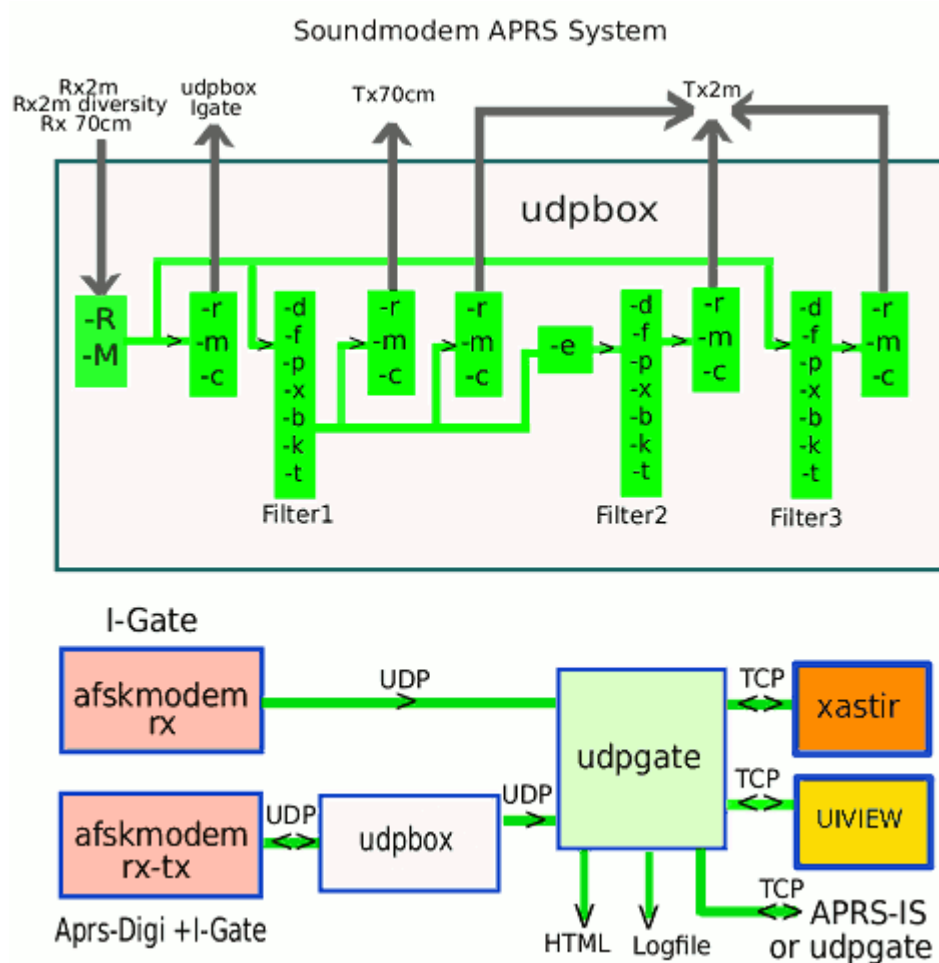 Soundmodem APRS System
Rx2m
Rx2m diversity
Rx 70cm
udpbox
Igate
Tx70cm
Tx2m
udpbox
-R
-M
-r
-m
-c
-d
-f
-p
-x
-b
-k
-t
Filter1
-r
-m
-c
-r
-m
-c
-e
-d
-f
-p
-x
-b
-k
-t
Filter2
-r
-m
-c
-d
-f
-p
-x
-b
-k
-t
Filter3
-r
-m
-c
I-Gate
afskmodem
rx
UDP
udpgate
TCP
xastir
TCP
UIVIEW
afskmodem
rx-tx
UDP
udpbox
UDP
Aprs-Digi +I-Gate
HTML
Logfile
TCP
APRS-IS
or udpgate